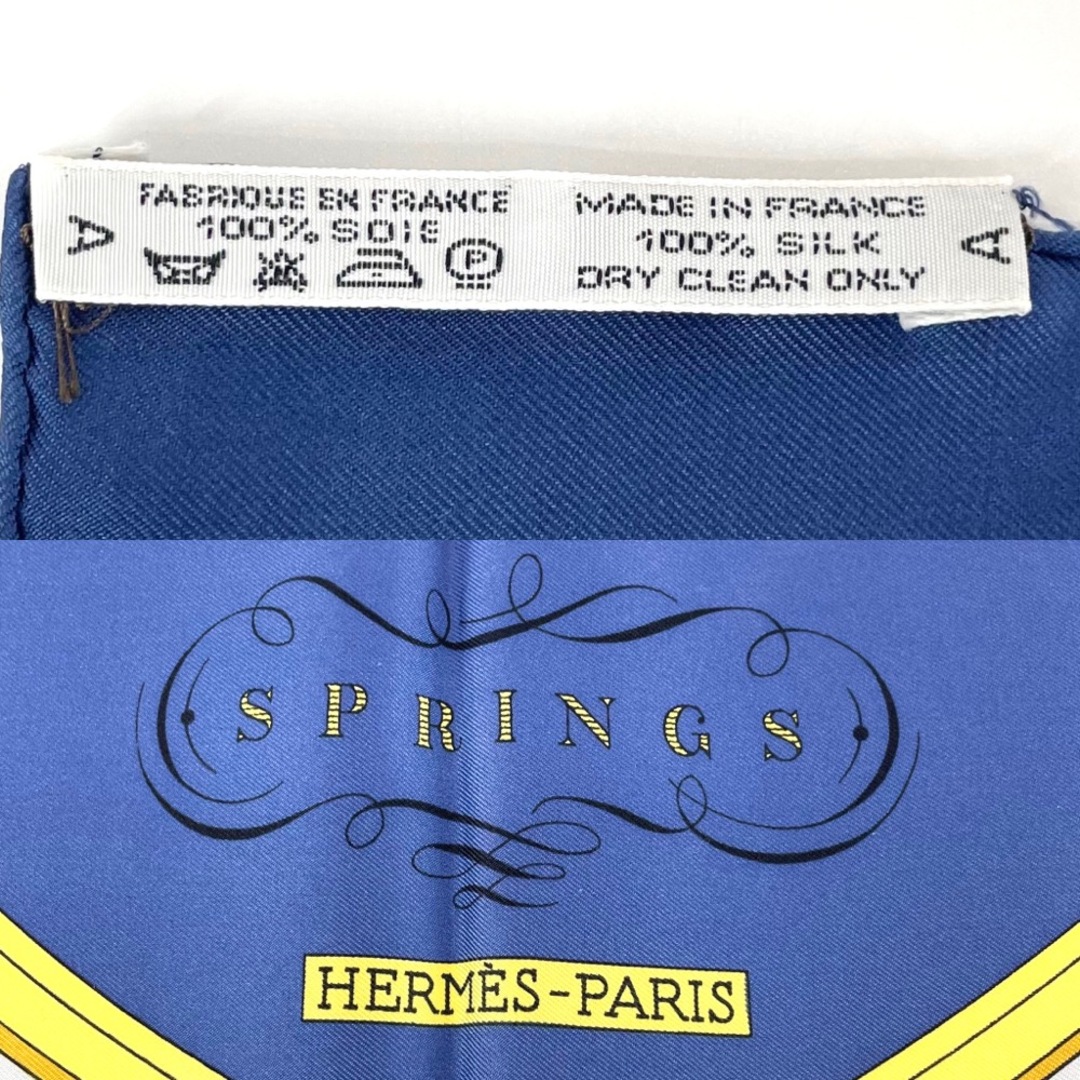 FABRIQUE EN FRANCE
100% SOIE
A
P
MADE IN FRANCE
100% SILK
DRY CLEAN ONLY
A
SPRINGS
HERMÈS-PARIS